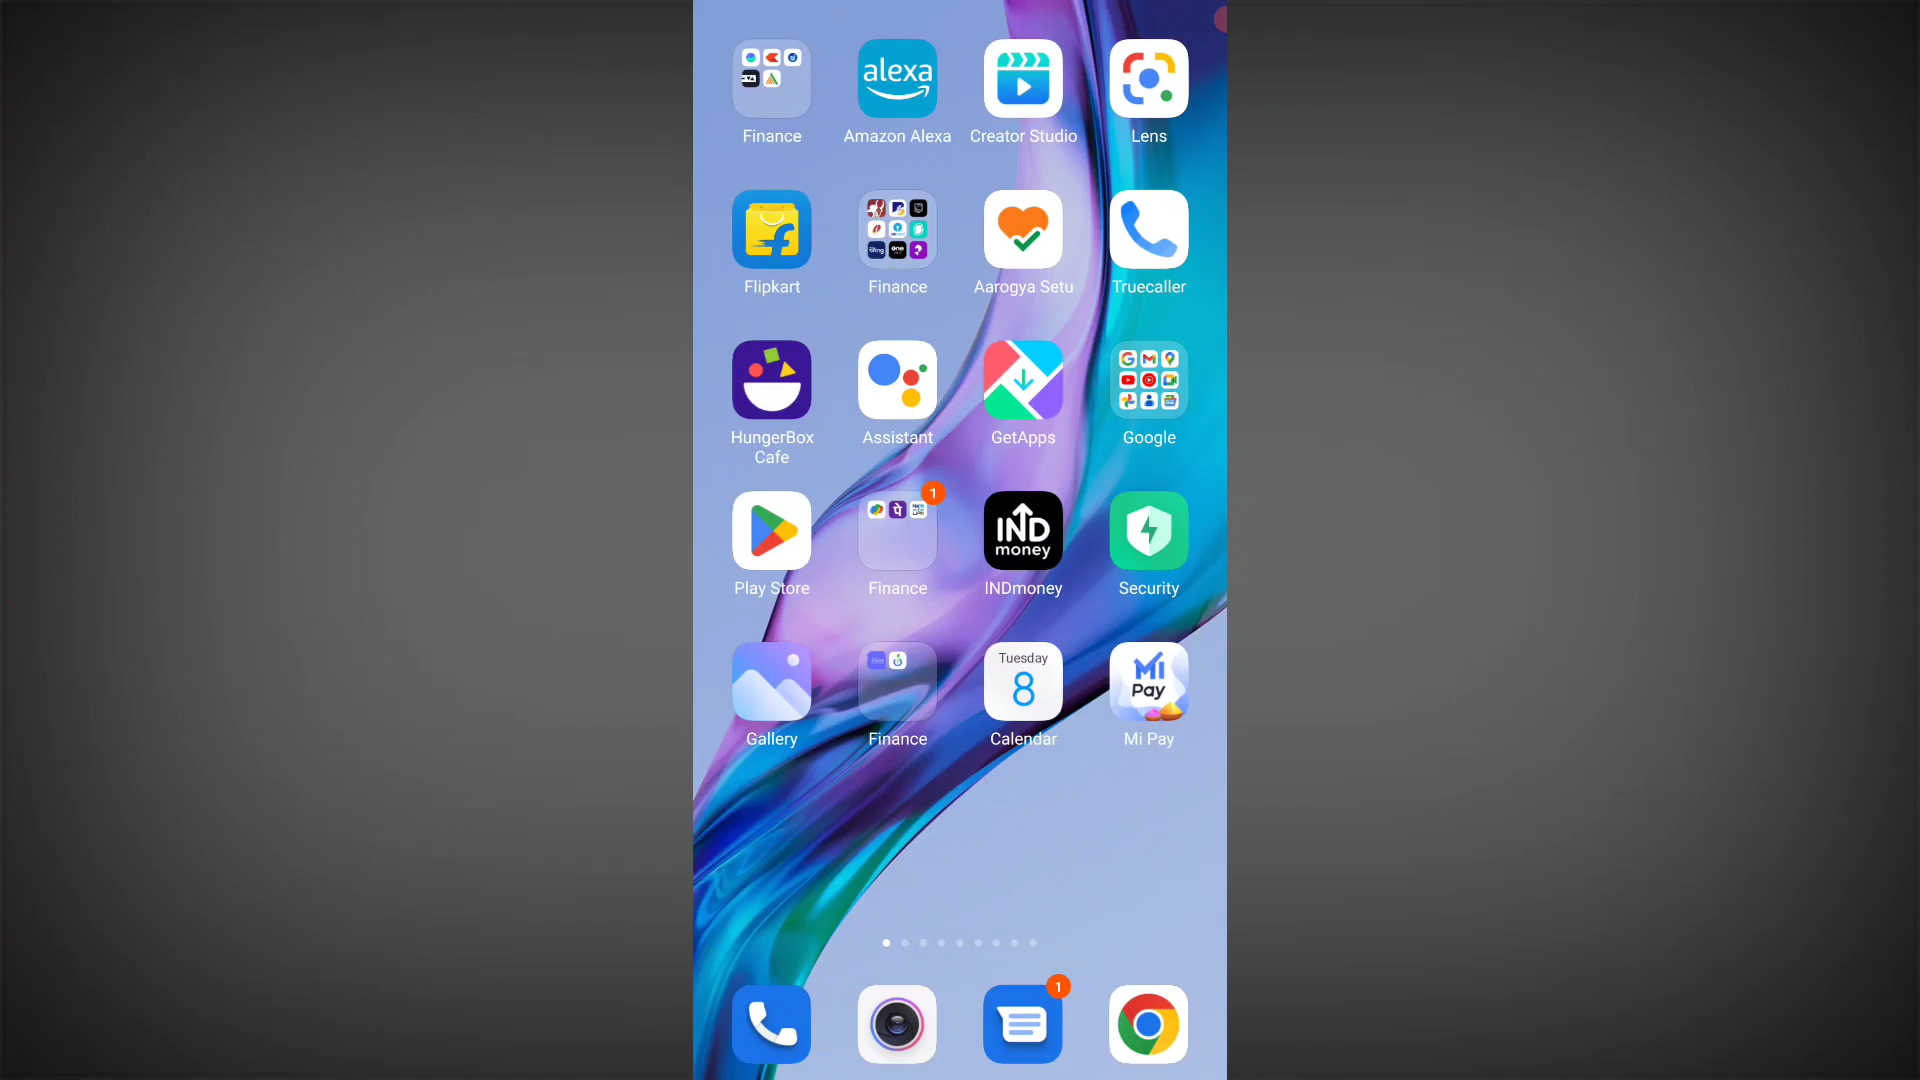 alexa
Finance
Amazon Alexa
Creator Studio
Lens
Flipkart
Finance
Aarogya Setu
Truecaller
HungerBox
Cafe
Assistant
GetApps
Google
1
पे
IND
money
Play Store
Finance
INDmoney
Security
Tuesday
8
Mi
Pay
Gallery
Finance
Calendar
Mi Pay
1